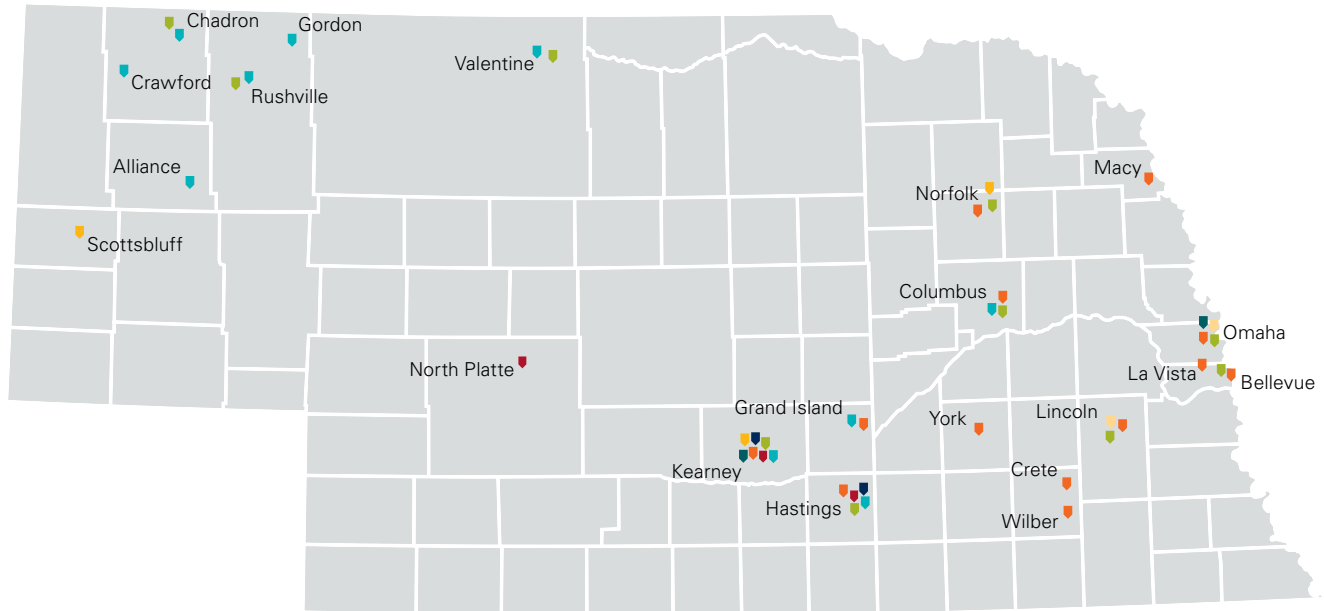 Chadron
Gordon
Valentine
Crawford
Rushville
Alliance
Macy
Norfolk
Scottsbluff
Columbus
Omaha
North Platte
La Vista
Bellevue
Grand Island
York
Lincoln
Kearney
Crete
Hastings
Wilber